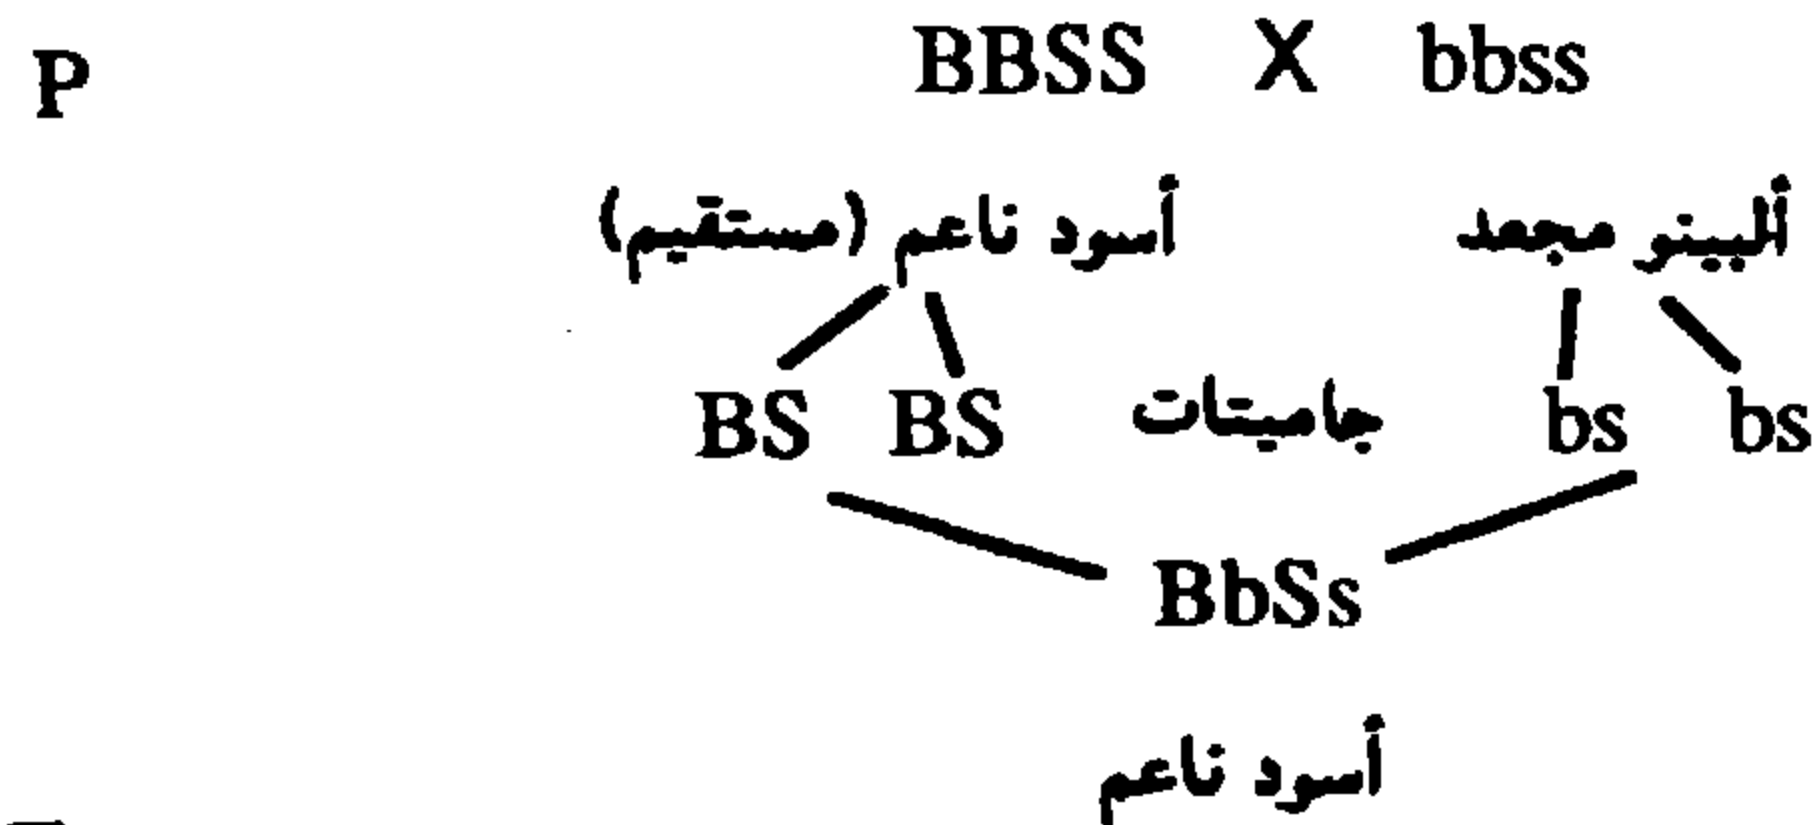 P BBSS X bbss
أسود ناعم (مستقيم) ألبينو مجعد
BS BS جاميتات bs bs
BbSs
أسود ناعم